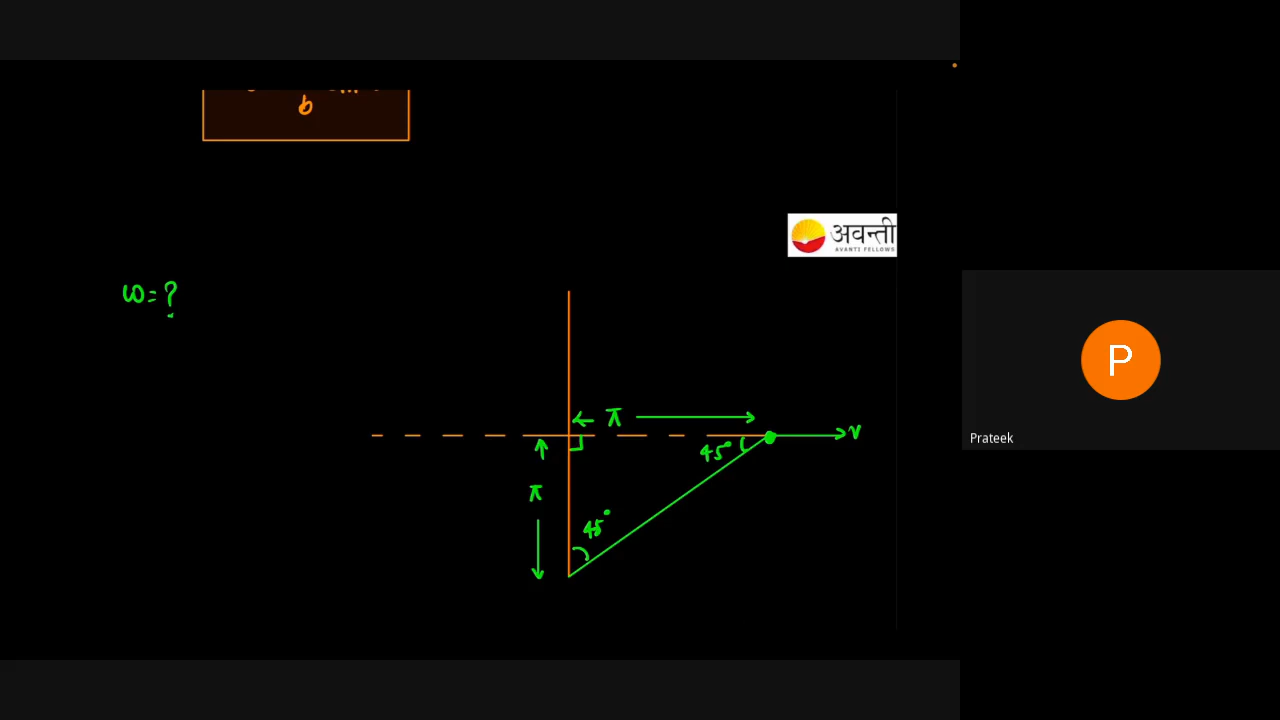 b
अवन्ती
AVANTI FELLOWS
ω = ?
← π →
v
45°
π
45°
P
Prateek